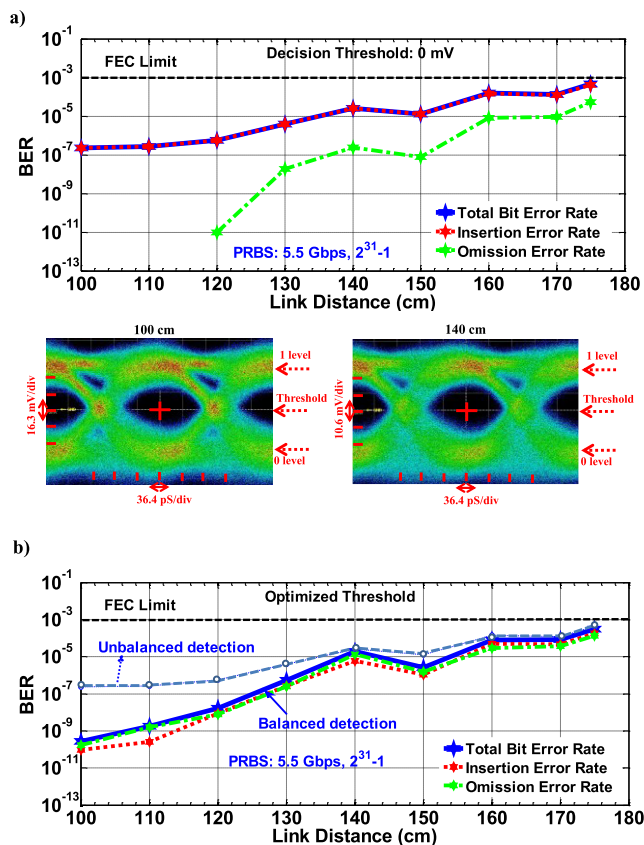 a)
10^-1
Decision Threshold: 0 mV
FEC Limit
10^-3
10^-5
10^-7
10^-9
10^-11
10^-13
BER
Total Bit Error Rate
Insertion Error Rate
Omission Error Rate
PRBS: 5.5 Gbps, 2^31-1
100 110 120 130 140 150 160 170 180
Link Distance (cm)
100 cm
1 level
Threshold
0 level
16.3 mV/div
36.4 pS/div
140 cm
1 level
Threshold
0 level
10.6 mV/div
36.4 pS/div
b)
10^-1
Optimized Threshold
FEC Limit
10^-3
10^-5
10^-7
10^-9
10^-11
10^-13
BER
Unbalanced detection
Balanced detection
Total Bit Error Rate
Insertion Error Rate
Omission Error Rate
PRBS: 5.5 Gbps, 2^31-1
100 110 120 130 140 150 160 170 180
Link Distance (cm)